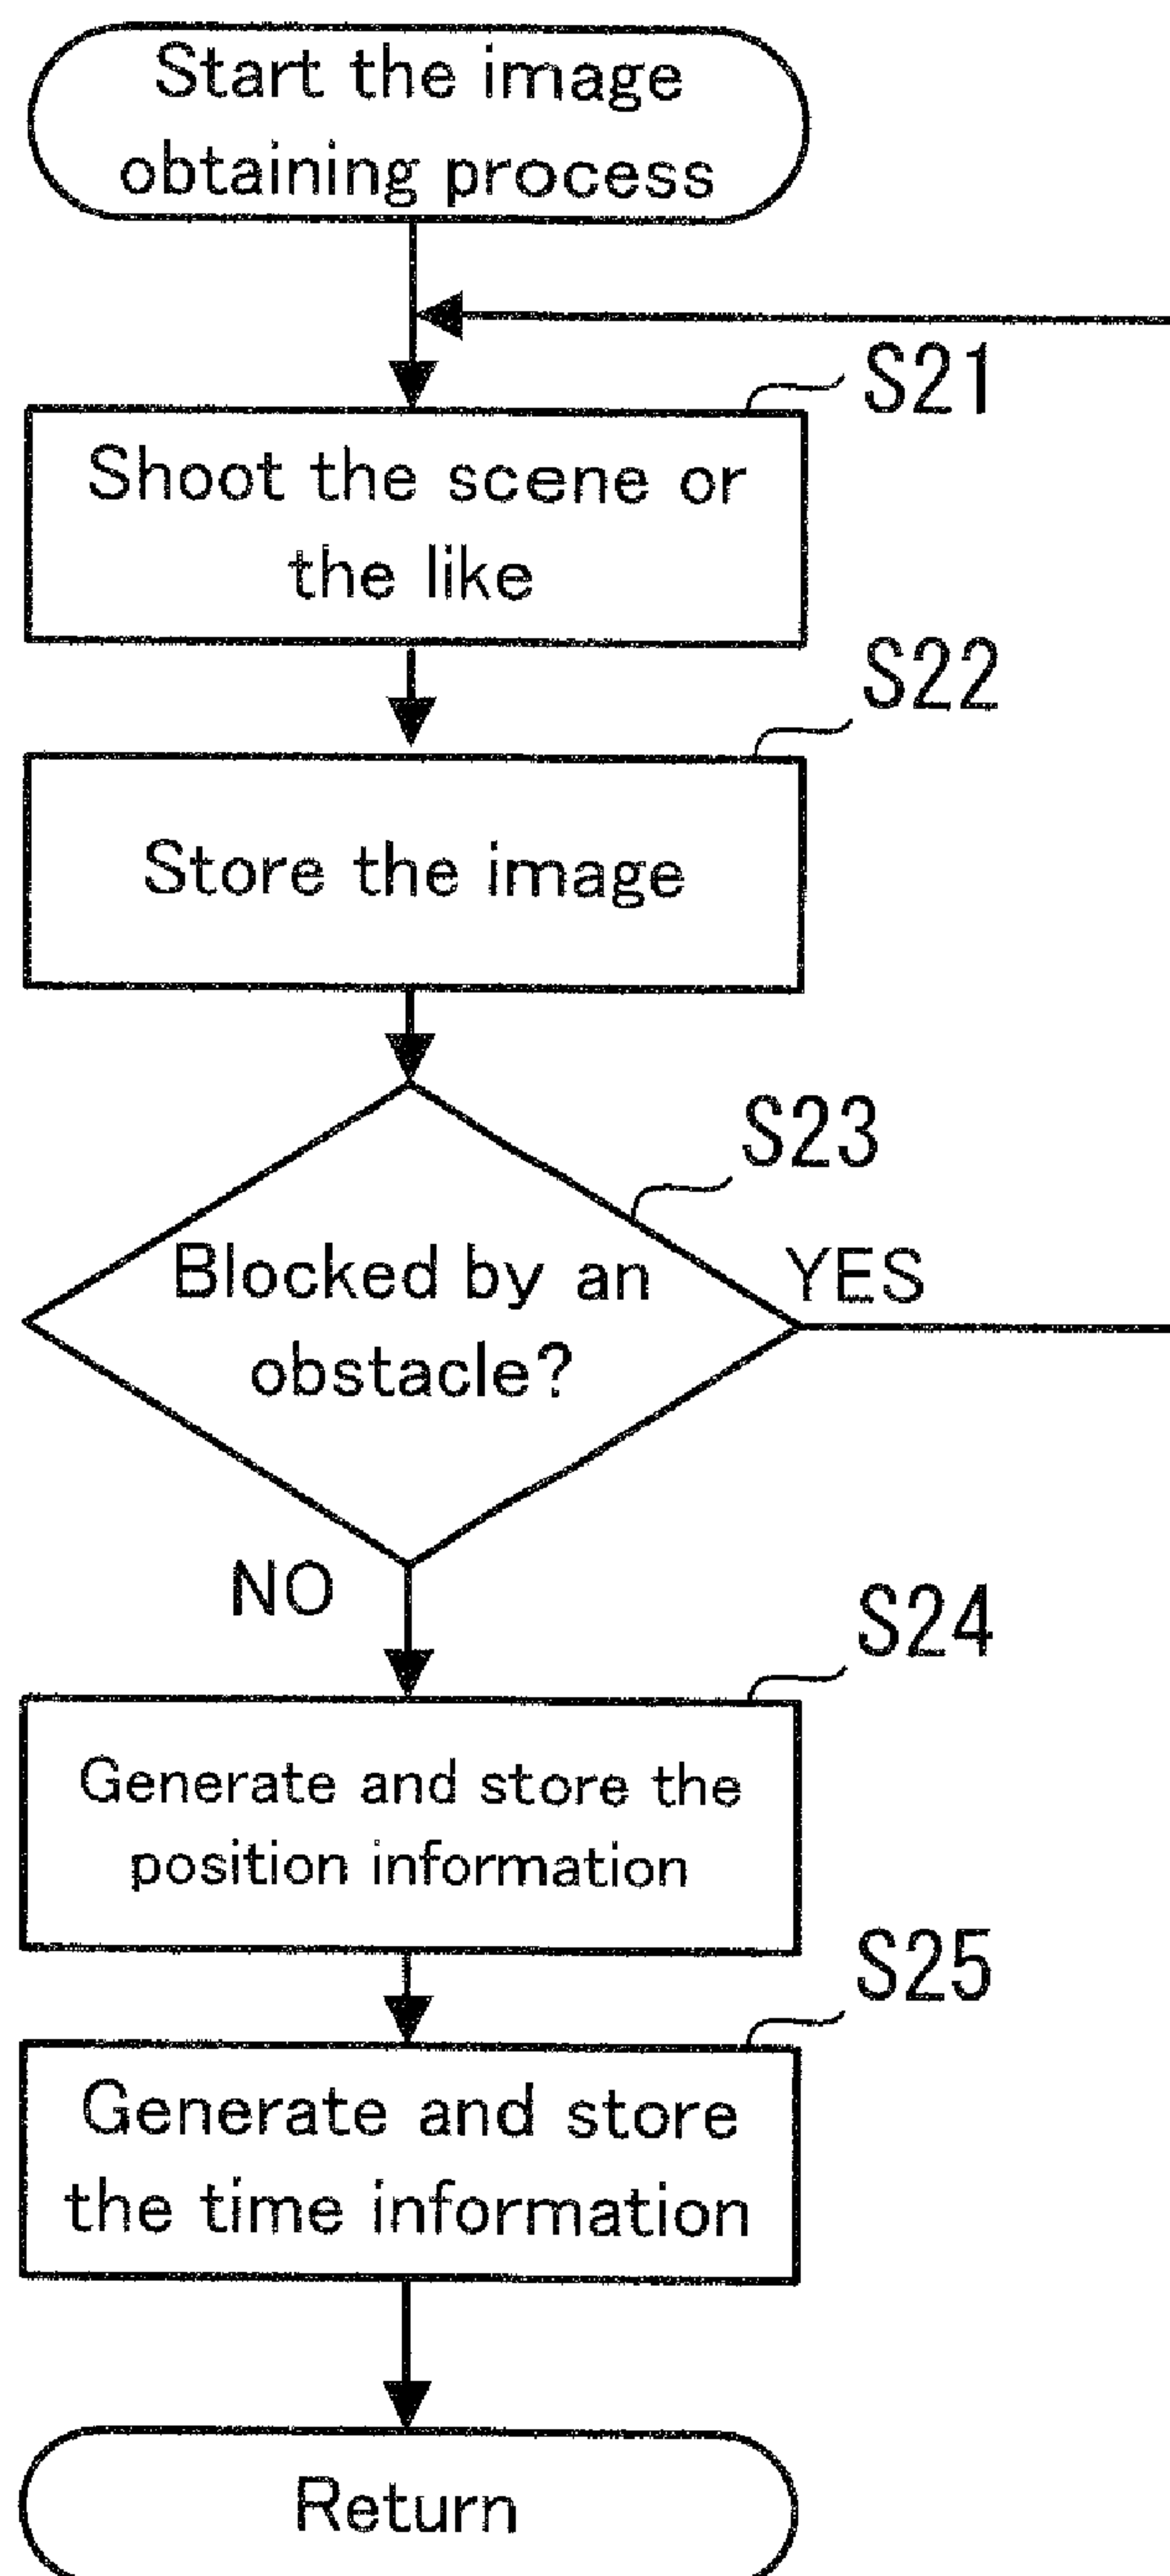 Start the image
obtaining process
S21
Shoot the scene or
the like
S22
Store the image
S23
Blocked by an
obstacle?
YES
NO
S24
Generate and store the
position information
S25
Generate and store
the time information
Return